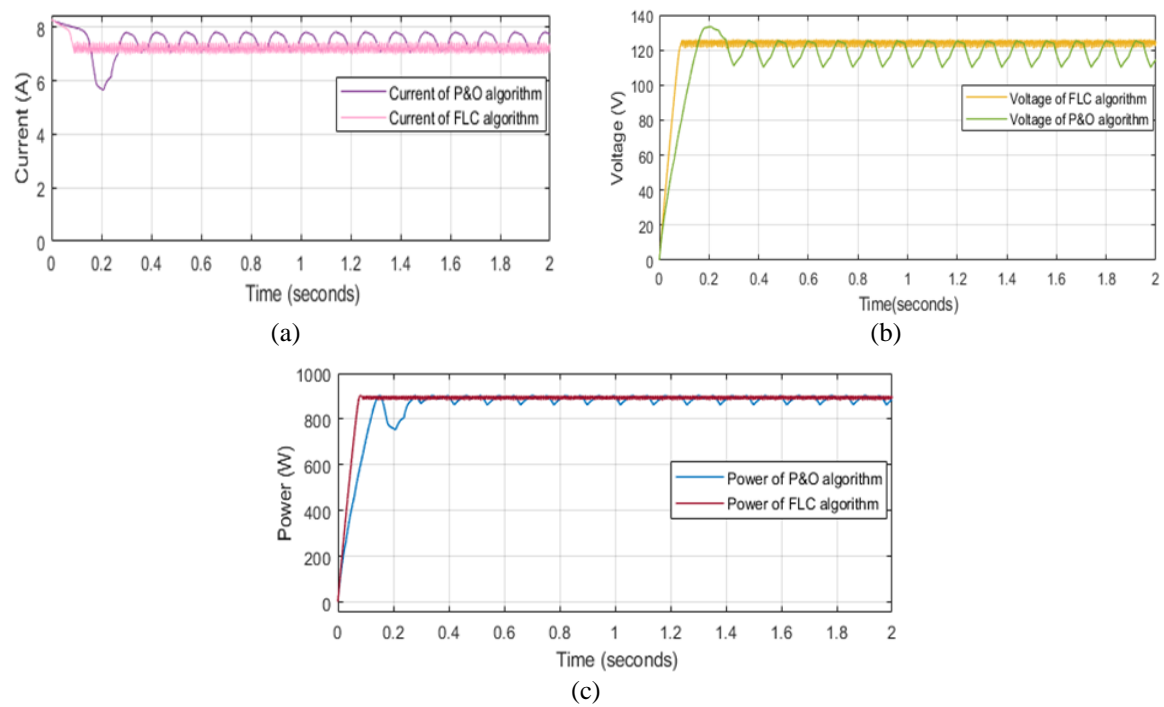 8
6
4
2
0
Current (A)
0 0.2 0.4 0.6 0.8 1 1.2 1.4 1.6 1.8 2
Time (seconds)
Current of P&O algorithm
Current of FLC algorithm
(a)
140
120
100
80
60
40
20
0
Voltage (V)
0 0.2 0.4 0.6 0.8 1 1.2 1.4 1.6 1.8 2
Time(seconds)
Voltage of FLC algorithm
Voltage of P&O algorithm
(b)
1000
800
600
400
200
0
Power (W)
0 0.2 0.4 0.6 0.8 1 1.2 1.4 1.6 1.8 2
Time (seconds)
Power of P&O algorithm
Power of FLC algorithm
(c)